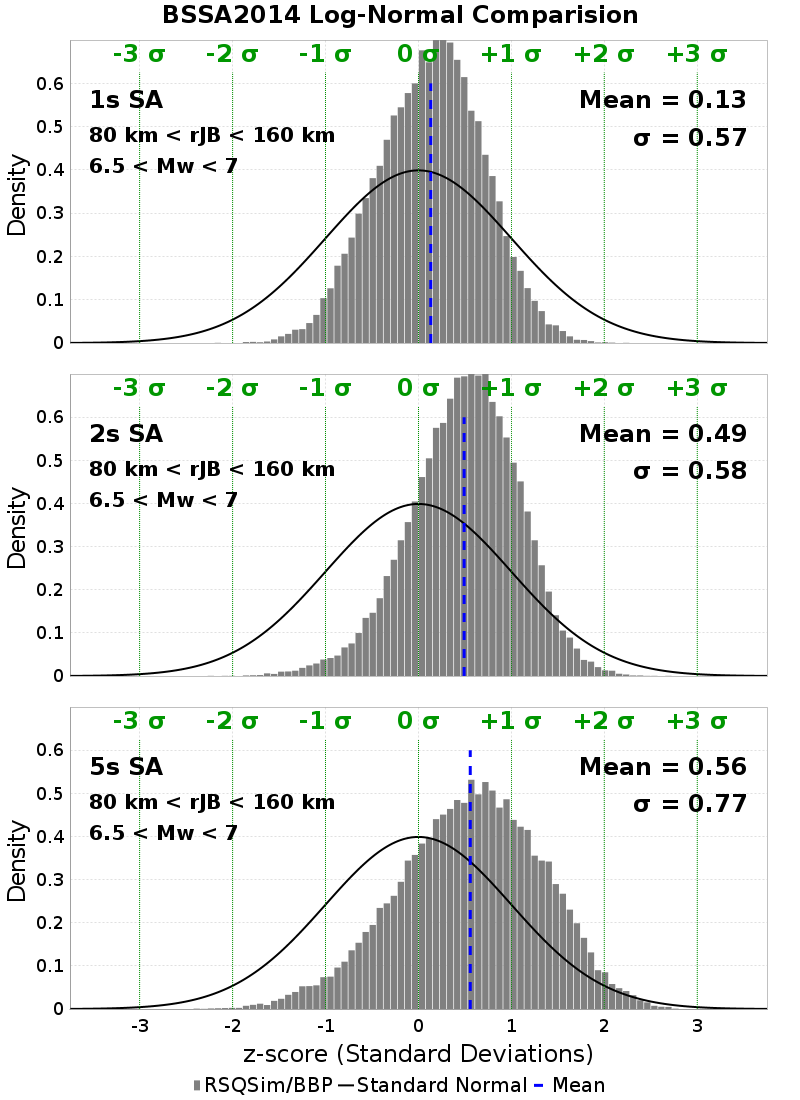 BSSA2014 Log-Normal Comparision
-3 σ -2 σ -1 σ 0 σ +1 σ +2 σ +3 σ
1s SA Mean = 0.13
80 km < rJB < 160 km σ = 0.57
6.5 < Mw < 7
Density
0.6
0.5
0.4
0.3
0.2
0.1
0
-3 σ -2 σ -1 σ 0 σ +1 σ +2 σ +3 σ
2s SA Mean = 0.49
80 km < rJB < 160 km σ = 0.58
6.5 < Mw < 7
Density
0.6
0.5
0.4
0.3
0.2
0.1
0
-3 σ -2 σ -1 σ 0 σ +1 σ +2 σ +3 σ
5s SA Mean = 0.56
80 km < rJB < 160 km σ = 0.77
6.5 < Mw < 7
Density
0.6
0.5
0.4
0.3
0.2
0.1
0
-3 -2 -1 0 1 2 3
z-score (Standard Deviations)
RSQSim/BBP Standard Normal Mean